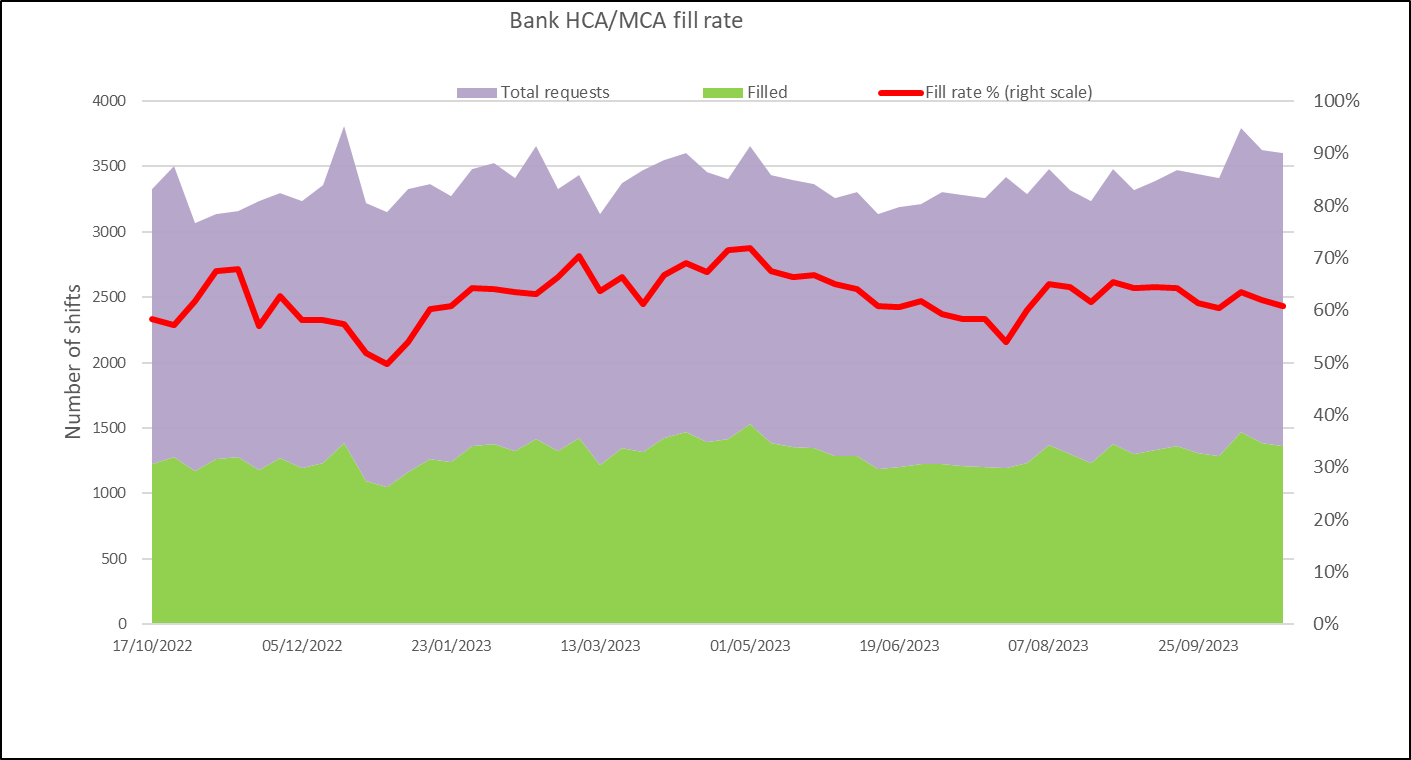 Bank HCA/MCA fill rate
Total requests Filled Fill rate % (right scale)
4000 100%
3500 90%
3000 80%
2500 70%
2000 60%
1500 50%
1000 40%
500 30%
0 20%
10%
0%
Number of shifts
17/10/2022 05/12/2022 23/01/2023 13/03/2023 01/05/2023 19/06/2023 07/08/2023 25/09/2023